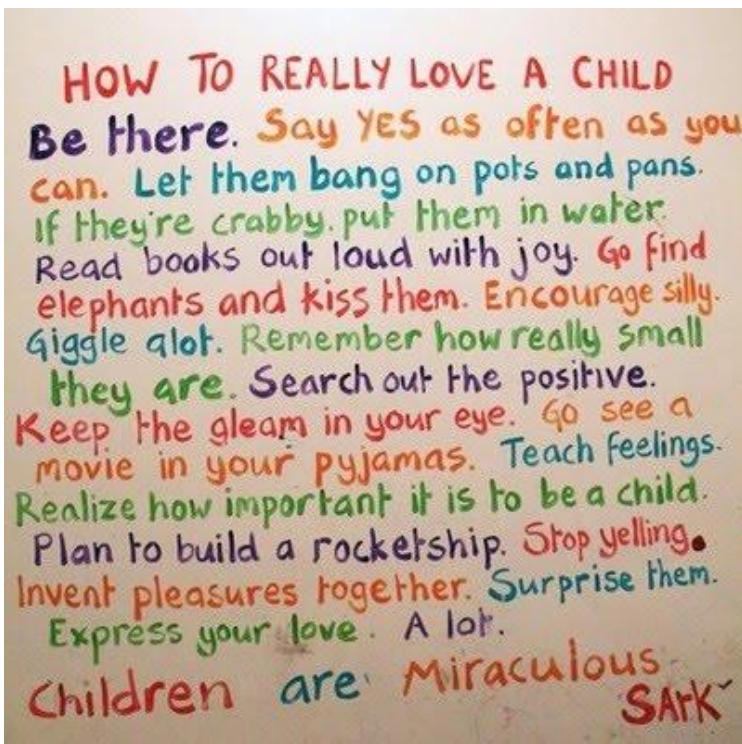 HOW TO REALLY LOVE A CHILD
Be there. Say YES as often as you
can. Let them bang on pots and pans.
If they're crabby. put them in water.
Read books out loud with joy. Go find
elephants and kiss them. Encourage silly.
Giggle alot. Remember how really small
they are. Search out the positive.
Keep the gleam in your eye. Go see a
movie in your pyjamas. Teach feelings.
Realize how important it is to be a child.
Plan to build a rocketship. Stop yelling.
Invent pleasures together. Surprise them.
Express your love. A lot.
Children are Miraculous
SARK